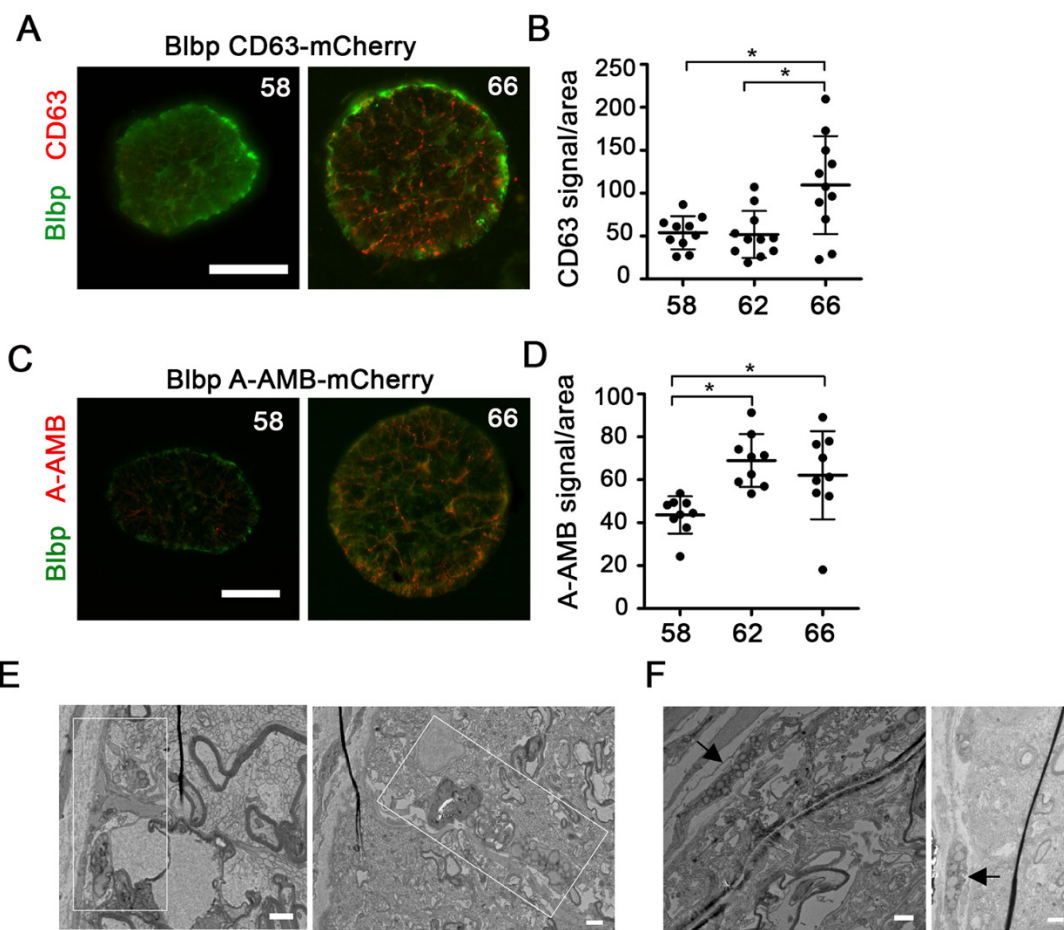 A
Blbp CD63-mCherry
Blbp CD63
58
66
B
CD63 signal/area
250
200
150
100
50
0
58 62 66
*
*
C
Blbp A-AMB-mCherry
Blbp A-AMB
58
66
D
A-AMB signal/area
100
80
60
40
20
0
58 62 66
*
*
E
F